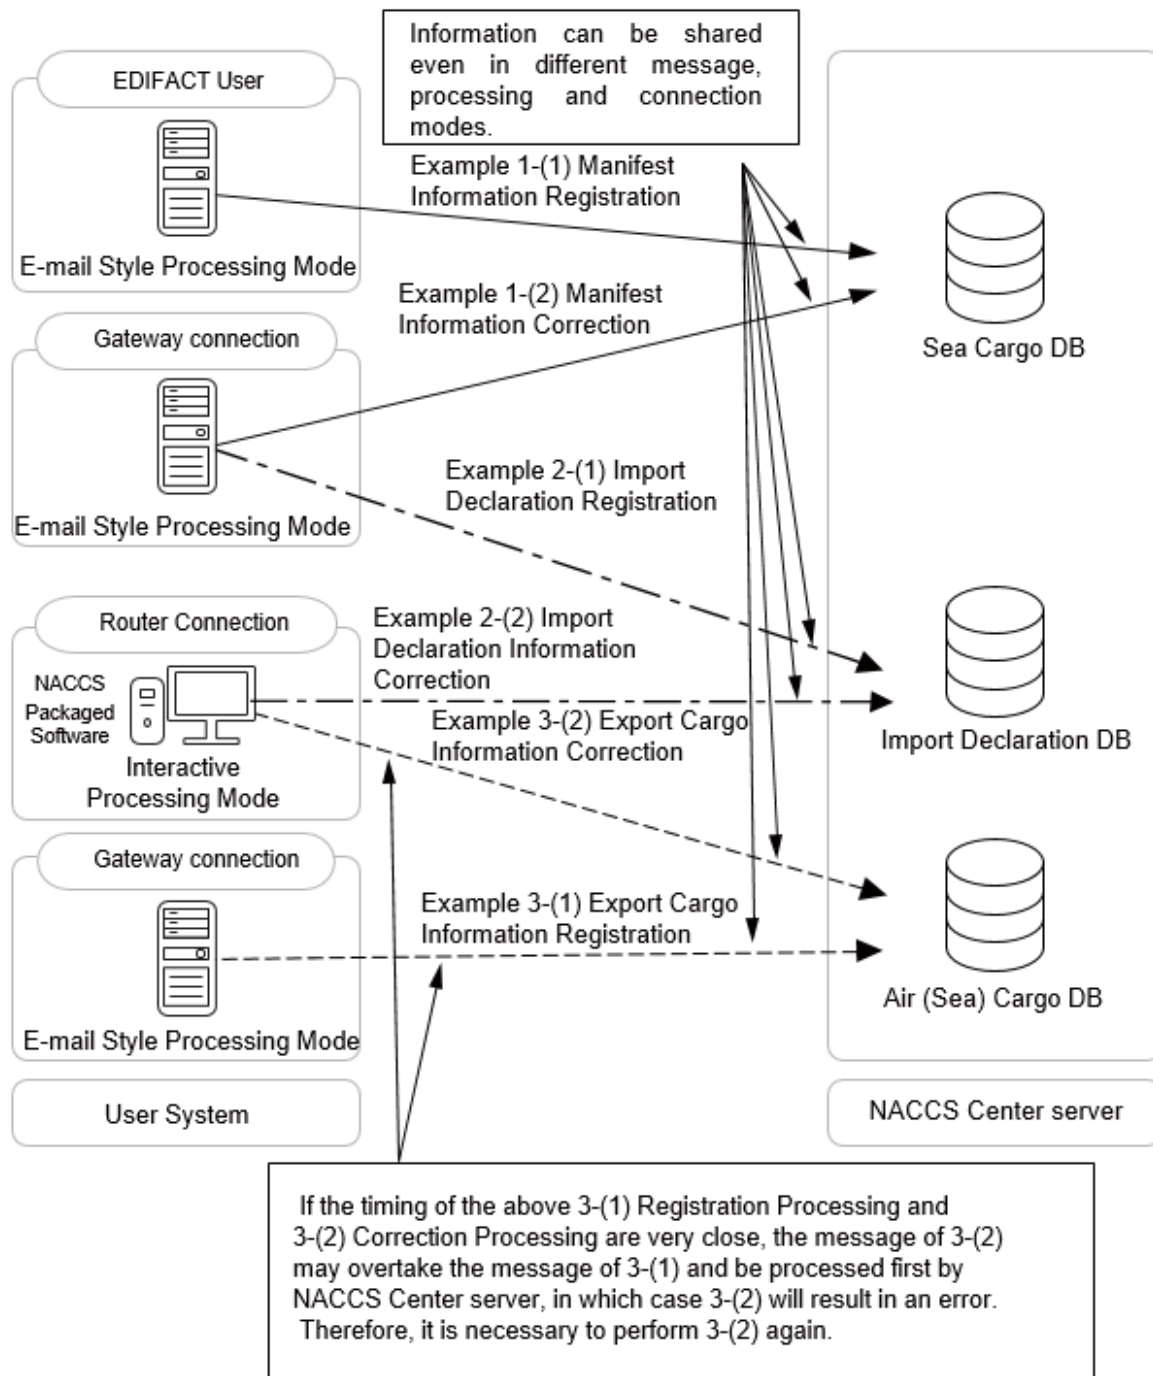 Information can be shared
even in different message,
processing and connection
modes.
EDIFACT User
E-mail Style Processing Mode
Example 1-(1) Manifest
Information Registration
Example 1-(2) Manifest
Information Correction
Sea Cargo DB
Gateway connection
E-mail Style Processing Mode
Example 2-(1) Import
Declaration Registration
Router Connection
NACCS
Packaged
Software
Interactive
Processing Mode
Example 2-(2) Import
Declaration Information
Correction
Example 3-(2) Export Cargo
Information Correction
Import Declaration DB
Gateway connection
E-mail Style Processing Mode
Example 3-(1) Export Cargo
Information Registration
Air (Sea) Cargo DB
User System
NACCS Center server
If the timing of the above 3-(1) Registration Processing and
3-(2) Correction Processing are very close, the message of 3-(2)
may overtake the message of 3-(1) and be processed first by
NACCS Center server, in which case 3-(2) will result in an error.
Therefore, it is necessary to perform 3-(2) again.